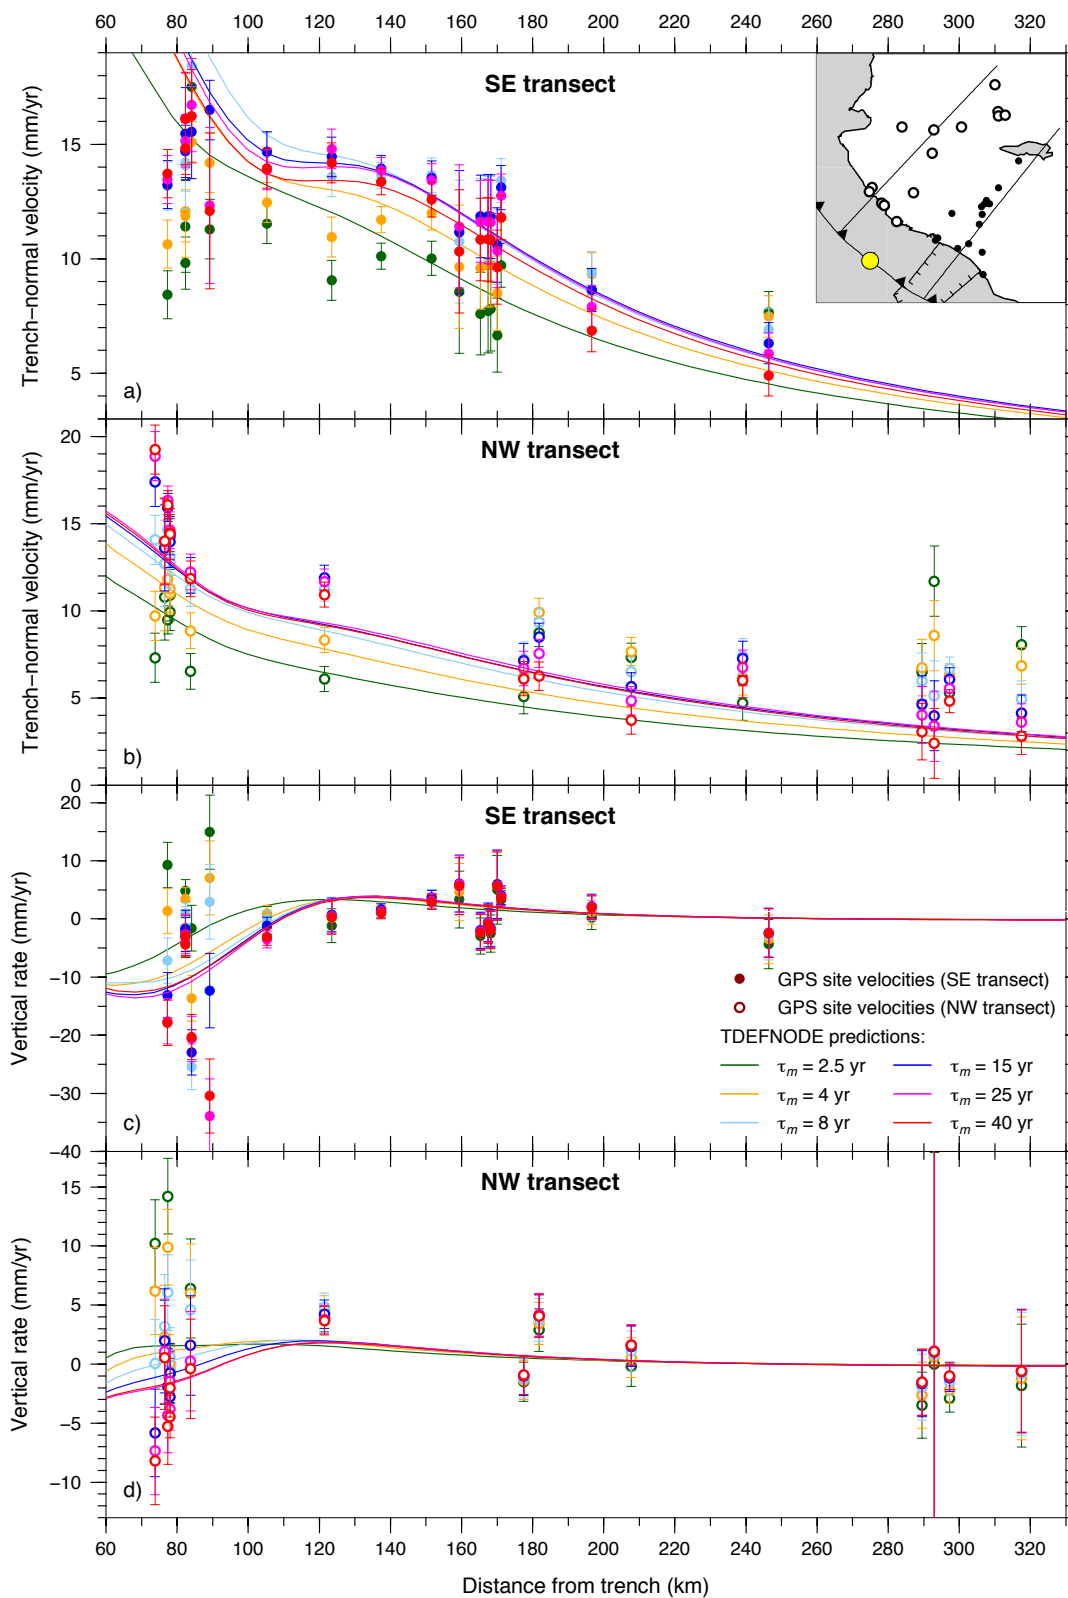 60 80 100 120 140 160 180 200 220 240 260 280 300 320
SE transect
Trench−normal velocity (mm/yr)
15
10
5
a)
NW transect
Trench−normal velocity (mm/yr)
20
15
10
5
0
b)
SE transect
Vertical rate (mm/yr)
20
10
0
−10
−20
−30
−40
c)
GPS site velocities (SE transect)
GPS site velocities (NW transect)
TDEFNODE predictions:
τm = 2.5 yr τm = 15 yr
τm = 4 yr τm = 25 yr
τm = 8 yr τm = 40 yr
NW transect
Vertical rate (mm/yr)
15
10
5
0
−5
−10
d)
60 80 100 120 140 160 180 200 220 240 260 280 300 320
Distance from trench (km)